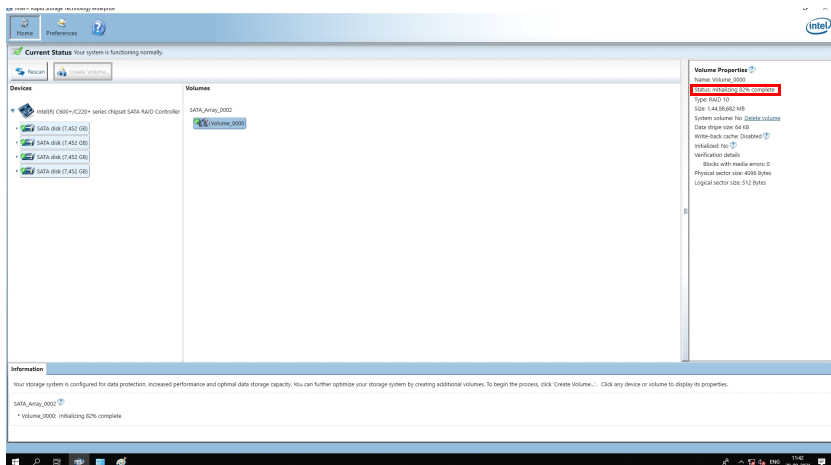 Intel® Rapid Storage Technology enterprise
Home
Preferences
intel
Current Status Your system is functioning normally.
Rescan
Create Volume...
Devices
Intel(R) C600+/C220+ series chipset SATA RAID Controller
SATA disk (7,452 GB)
SATA disk (7,452 GB)
SATA disk (7,452 GB)
SATA disk (7,452 GB)
Volumes
SATA_Array_0002
Volume_0000
Volume Properties
Name: Volume_0000
Status: Initializing 82% complete
Type: RAID 10
Size: 1,44,96,682 MB
System volume: No Delete volume
Data stripe size: 64 KB
Write-back cache: Disabled
Initialized: No
Verification details
Blocks with media errors: 0
Physical sector size: 4096 Bytes
Logical sector size: 512 Bytes
Information
Your storage system is configured for data protection, increased performance and optimal data storage capacity. You can further optimize your storage system by creating additional volumes. To begin the process, click 'Create Volume...'. Click any device or volume to display its properties.
SATA_Array_0002
* Volume_0000: Initializing 82% complete
ENG
11:42